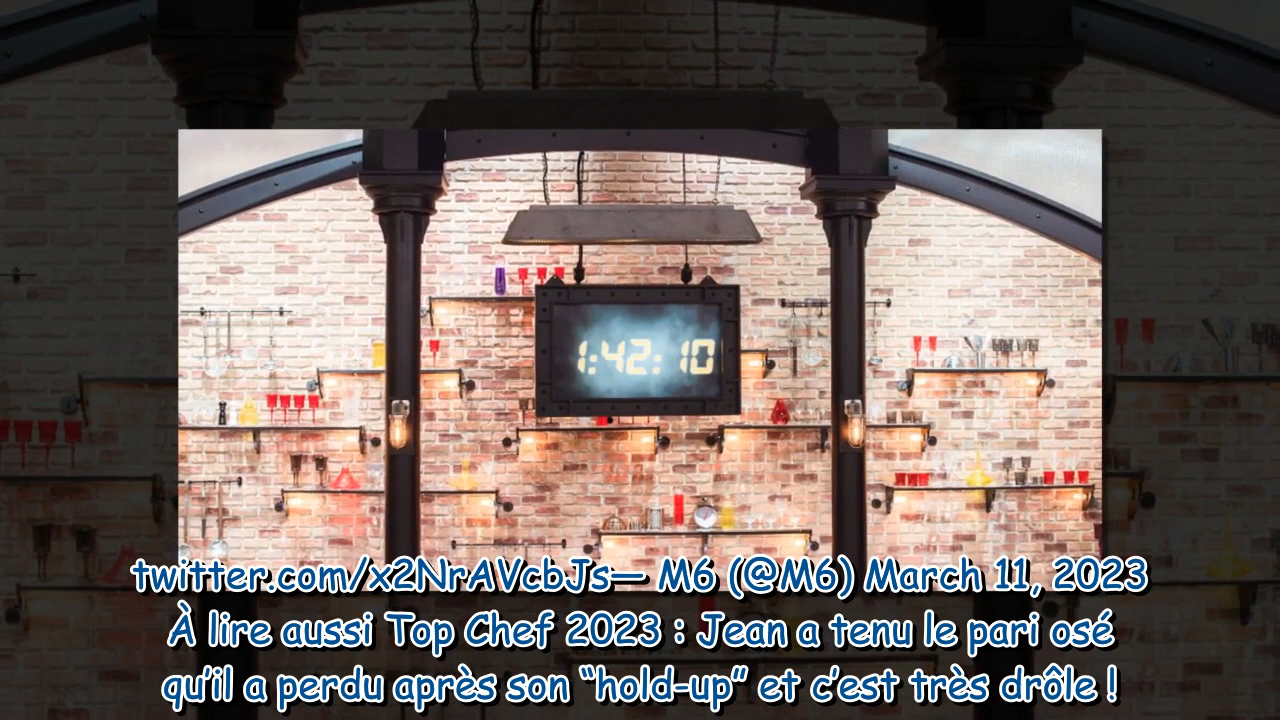 1:42:10
twitter.com/x2NrAVcbJs— M6 (@M6) March 11, 2023
À lire aussi Top Chef 2023 : Jean a tenu le pari osé
qu’il a perdu après son “hold-up” et c’est très drôle !